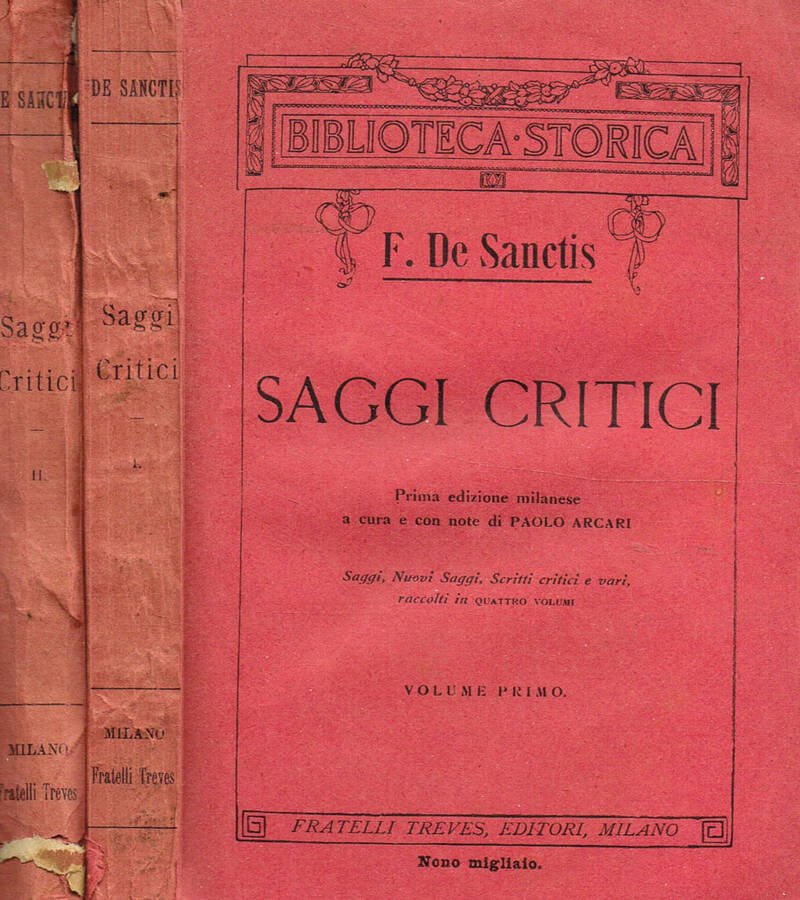 DE SANCTIS
Saggi
Critici
II.
MILANO
Fratelli Treves
DE SANCTIS
Saggi
Critici
I.
MILANO
Fratelli Treves
BIBLIOTECA · STORICA
F. De Sanctis
SAGGI CRITICI
Prima edizione milanese
a cura e con note di PAOLO ARCARI
Saggi, Nuovi Saggi, Scritti critici e vari,
raccolti in QUATTRO VOLUMI
VOLUME PRIMO.
FRATELLI TREVES, EDITORI, MILANO
Nono migliaio.